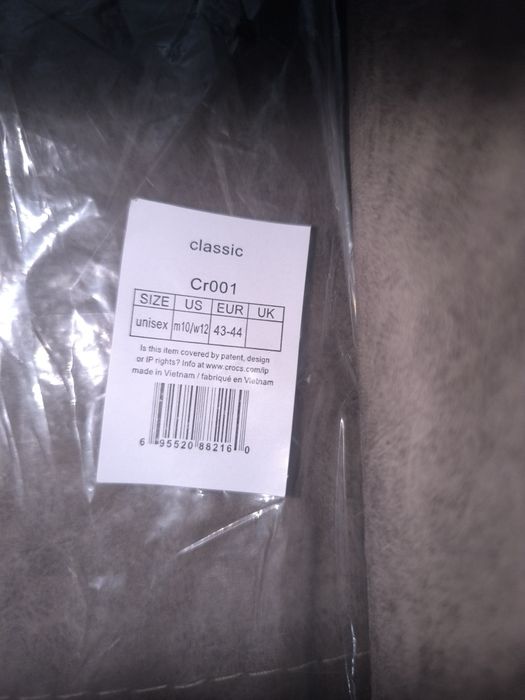 classic
Cr001
SIZE US EUR UK
unisex m10/w12 43-44
Is this item covered by patent, design
or IP rights? Info at www.crocs.com/ip
made in Vietnam / fabriqué en Vietnam
6 95520 88216 0